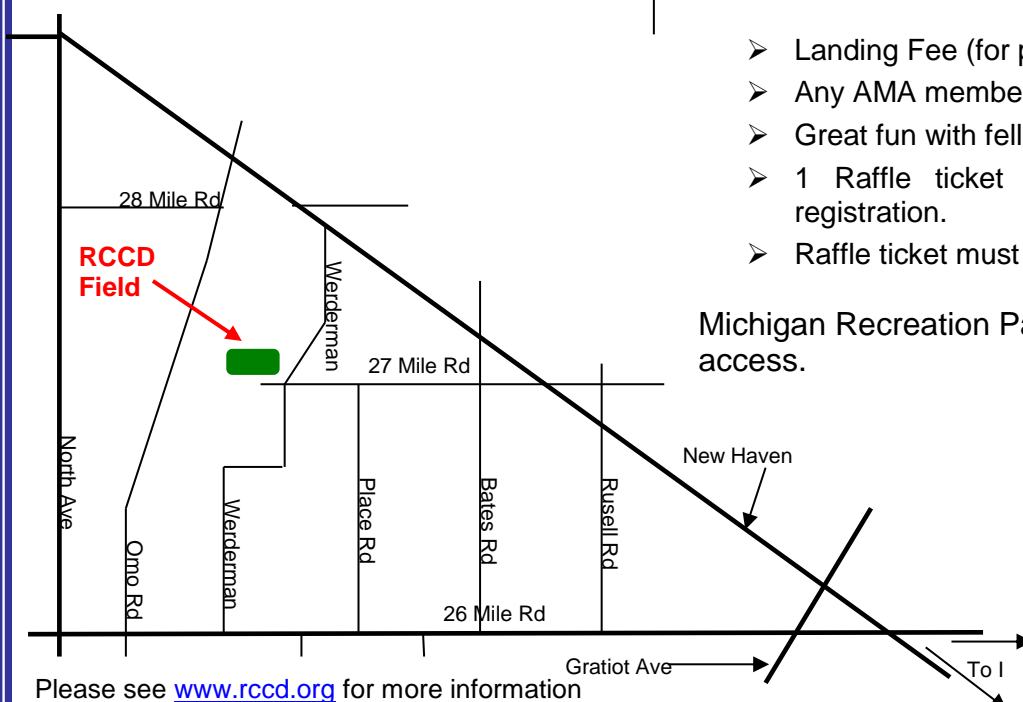 ➢ Landing Fee (for
➢ Any AMA membe
➢ Great fun with fell
➢ 1 Raffle ticket
registration.
➢ Raffle ticket must
Michigan Recreation Pa
access.
28 Mile Rd
RCCD
Field
Werderman
27 Mile Rd
North Ave
New Haven
Omo Rd
Werderman
Place Rd
Bates Rd
Rusell Rd
26 Mile Rd
Gratiot Ave
To I
Please see www.rccd.org for more information